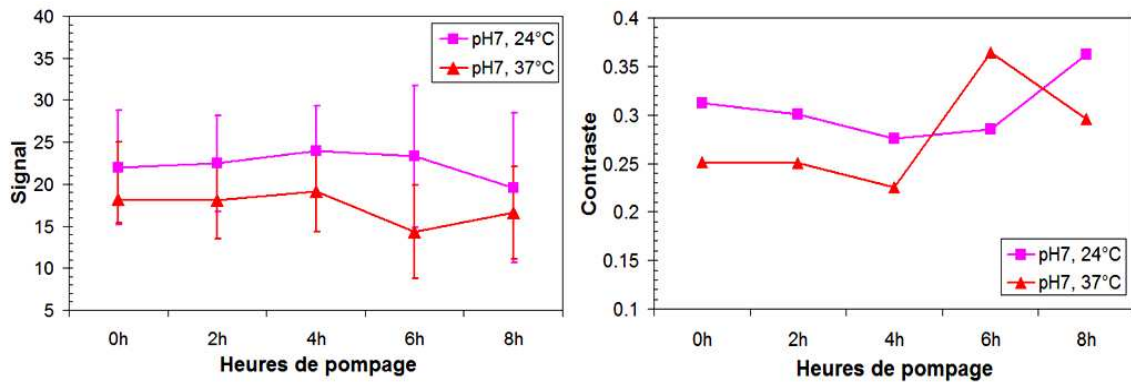 40
35
30
25
20
15
10
5
Signal
pH7, 24°C
pH7, 37°C
0h 2h 4h 6h 8h
Heures de pompage
0.4
0.35
0.3
0.25
0.2
0.15
0.1
Contraste
pH7, 24°C
pH7, 37°C
0h 2h 4h 6h 8h
Heures de pompage